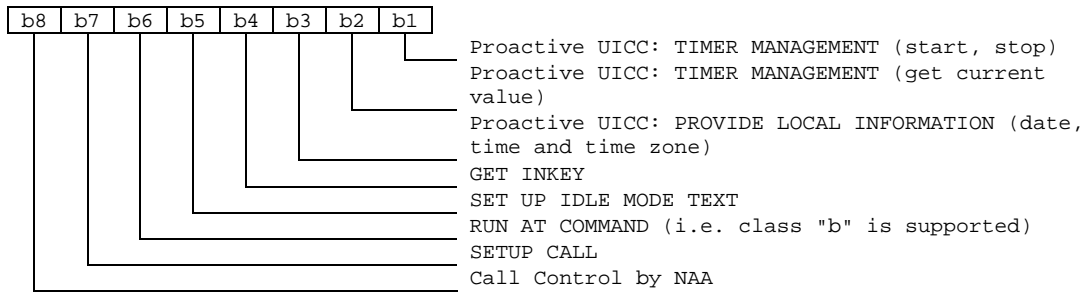 b8 b7 b6 b5 b4 b3 b2 b1
Proactive UICC: TIMER MANAGEMENT (start, stop)
Proactive UICC: TIMER MANAGEMENT (get current
value)
Proactive UICC: PROVIDE LOCAL INFORMATION (date,
time and time zone)
GET INKEY
SET UP IDLE MODE TEXT
RUN AT COMMAND (i.e. class "b" is supported)
SETUP CALL
Call Control by NAA